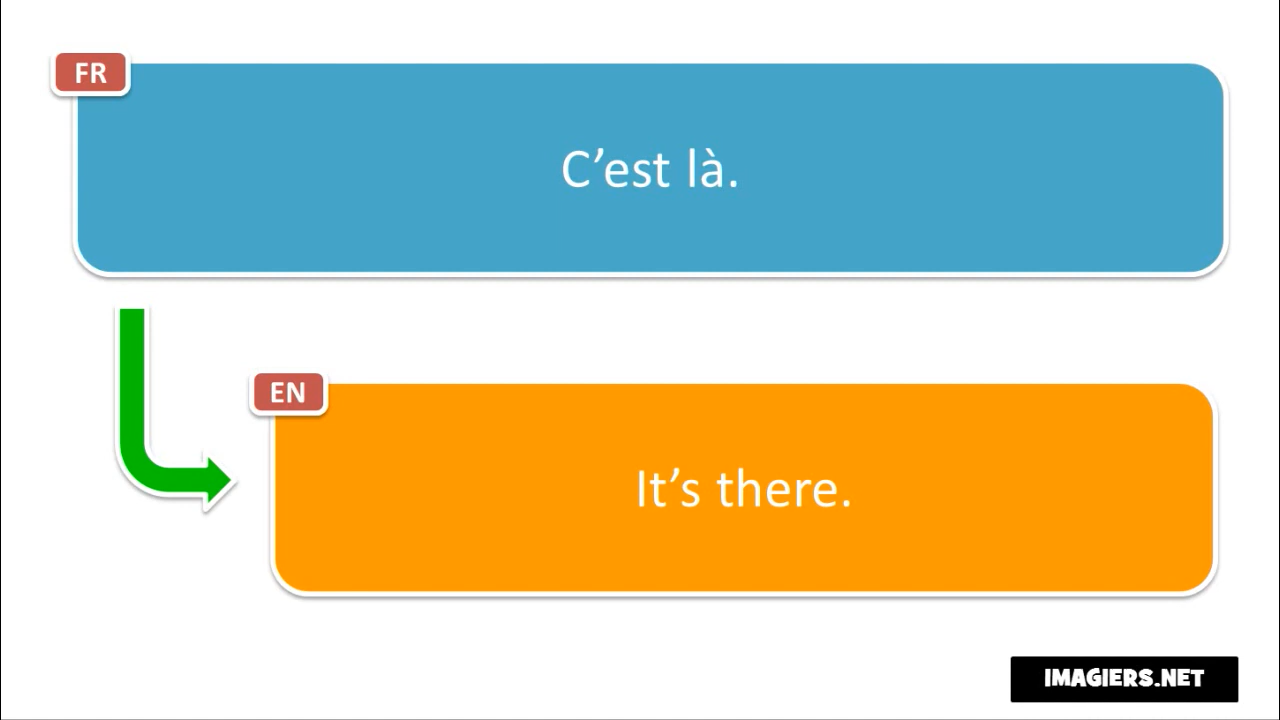 FR
C’est là.
EN
It’s there.
IMAGIERS.NET